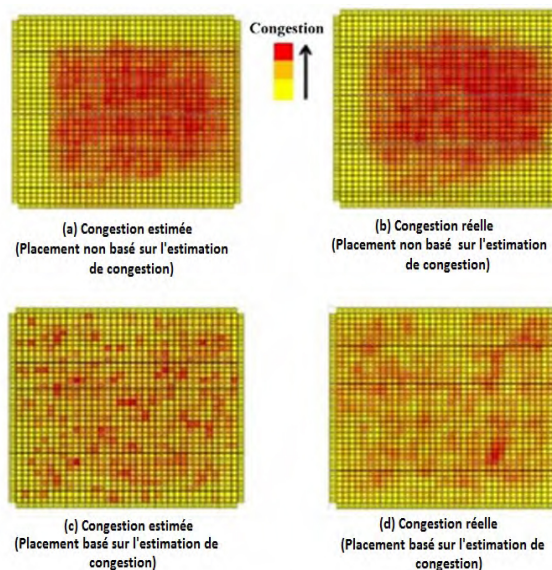 Congestion
(a) Congestion estimée
(Placement non basé sur l'estimation
de congestion)
(b) Congestion réelle
(Placement non basé sur l'estimation
de congestion)
(c) Congestion estimée
(Placement basé sur l'estimation de
congestion)
(d) Congestion réelle
(Placement basé sur l'estimation de
congestion)